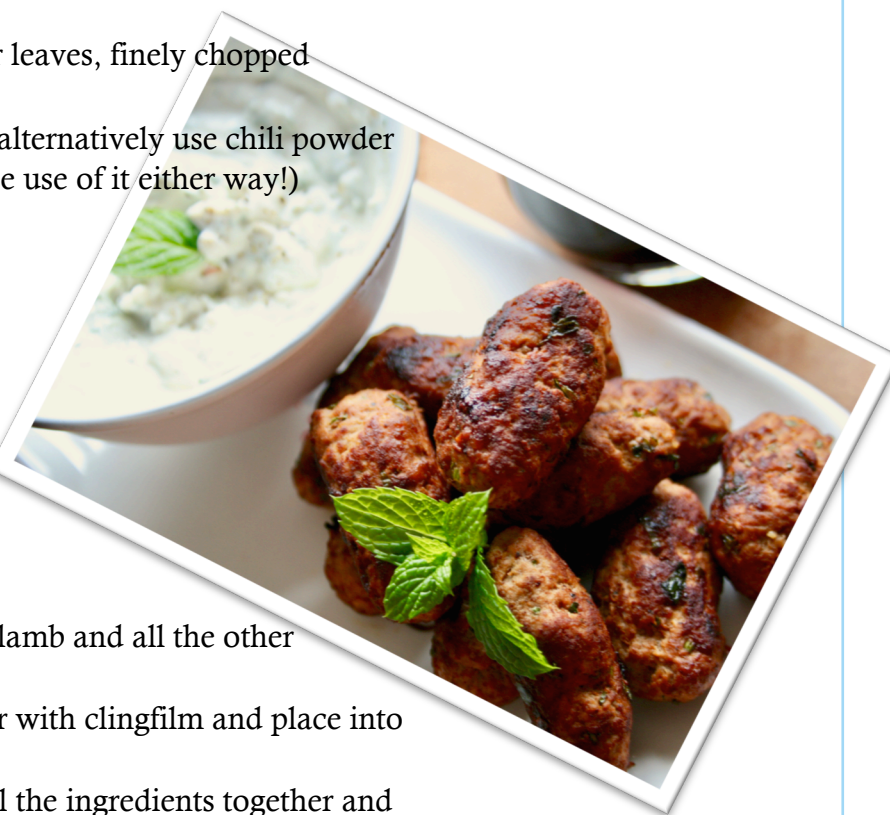 leaves, finely chopped
alternatively use chili powder
e use of it either way!)
lamb and all the other
r with clingfilm and place into
l the ingredients together and